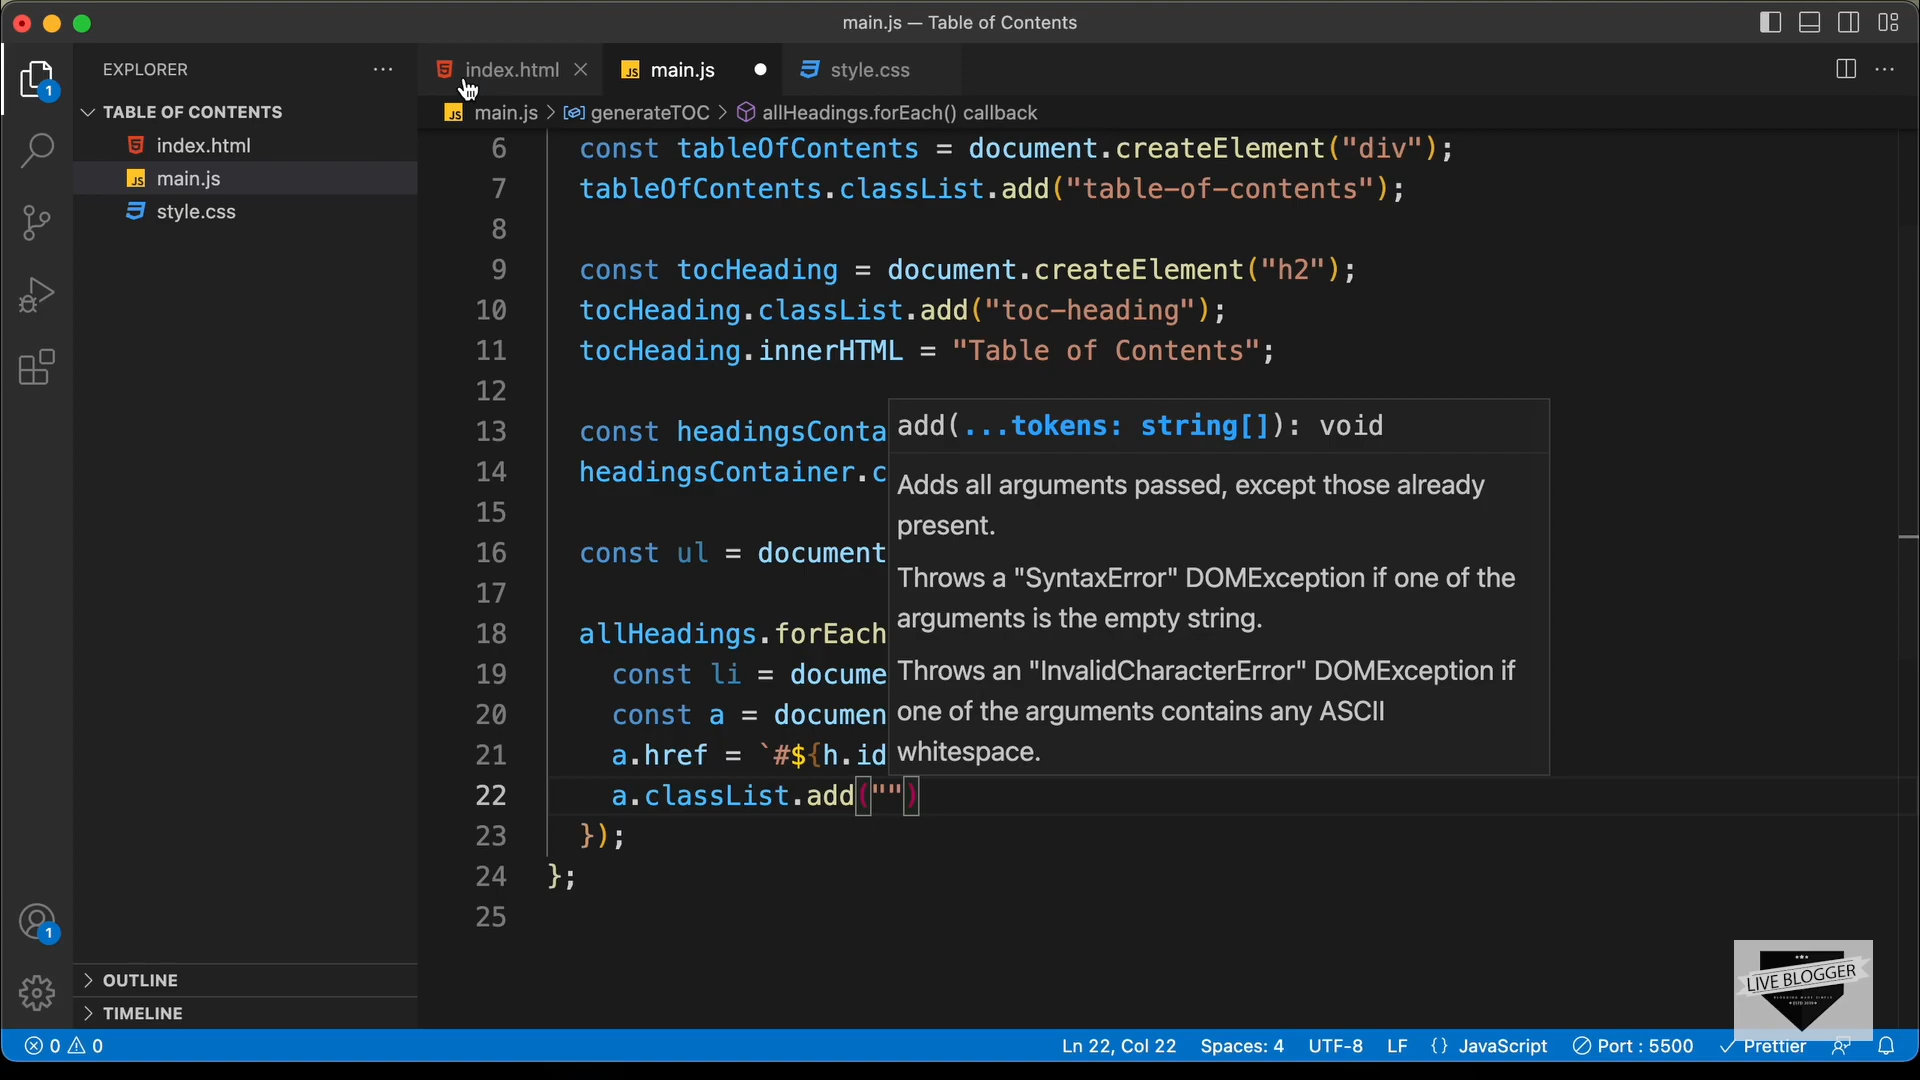 main.js — Table of Contents
EXPLORER
index.html
main.js
style.css
TABLE OF CONTENTS
index.html
main.js
style.css
main.js > generateTOC > allHeadings.forEach() callback
6 const tableOfContents = document.createElement("div");
7 tableOfContents.classList.add("table-of-contents");
8
9 const tocHeading = document.createElement("h2");
10 tocHeading.classList.add("toc-heading");
11 tocHeading.innerHTML = "Table of Contents";
12
13 const headingsConta
14 headingsContainer.c
15
16 const ul = document
17
18 allHeadings.forEach
19 const li = docume
20 const a = documen
21 a.href = `#${h.id
22 a.classList.add("")
23 });
24 };
25
add(...tokens: string[]): void
Adds all arguments passed, except those already
present.
Throws a "SyntaxError" DOMException if one of the
arguments is the empty string.
Throws an "InvalidCharacterError" DOMException if
one of the arguments contains any ASCII
whitespace.
1
1
OUTLINE
TIMELINE
LIVE BLOGGER
0 0
Ln 22, Col 22 Spaces: 4 UTF-8 LF {} JavaScript Port : 5500 Prettier